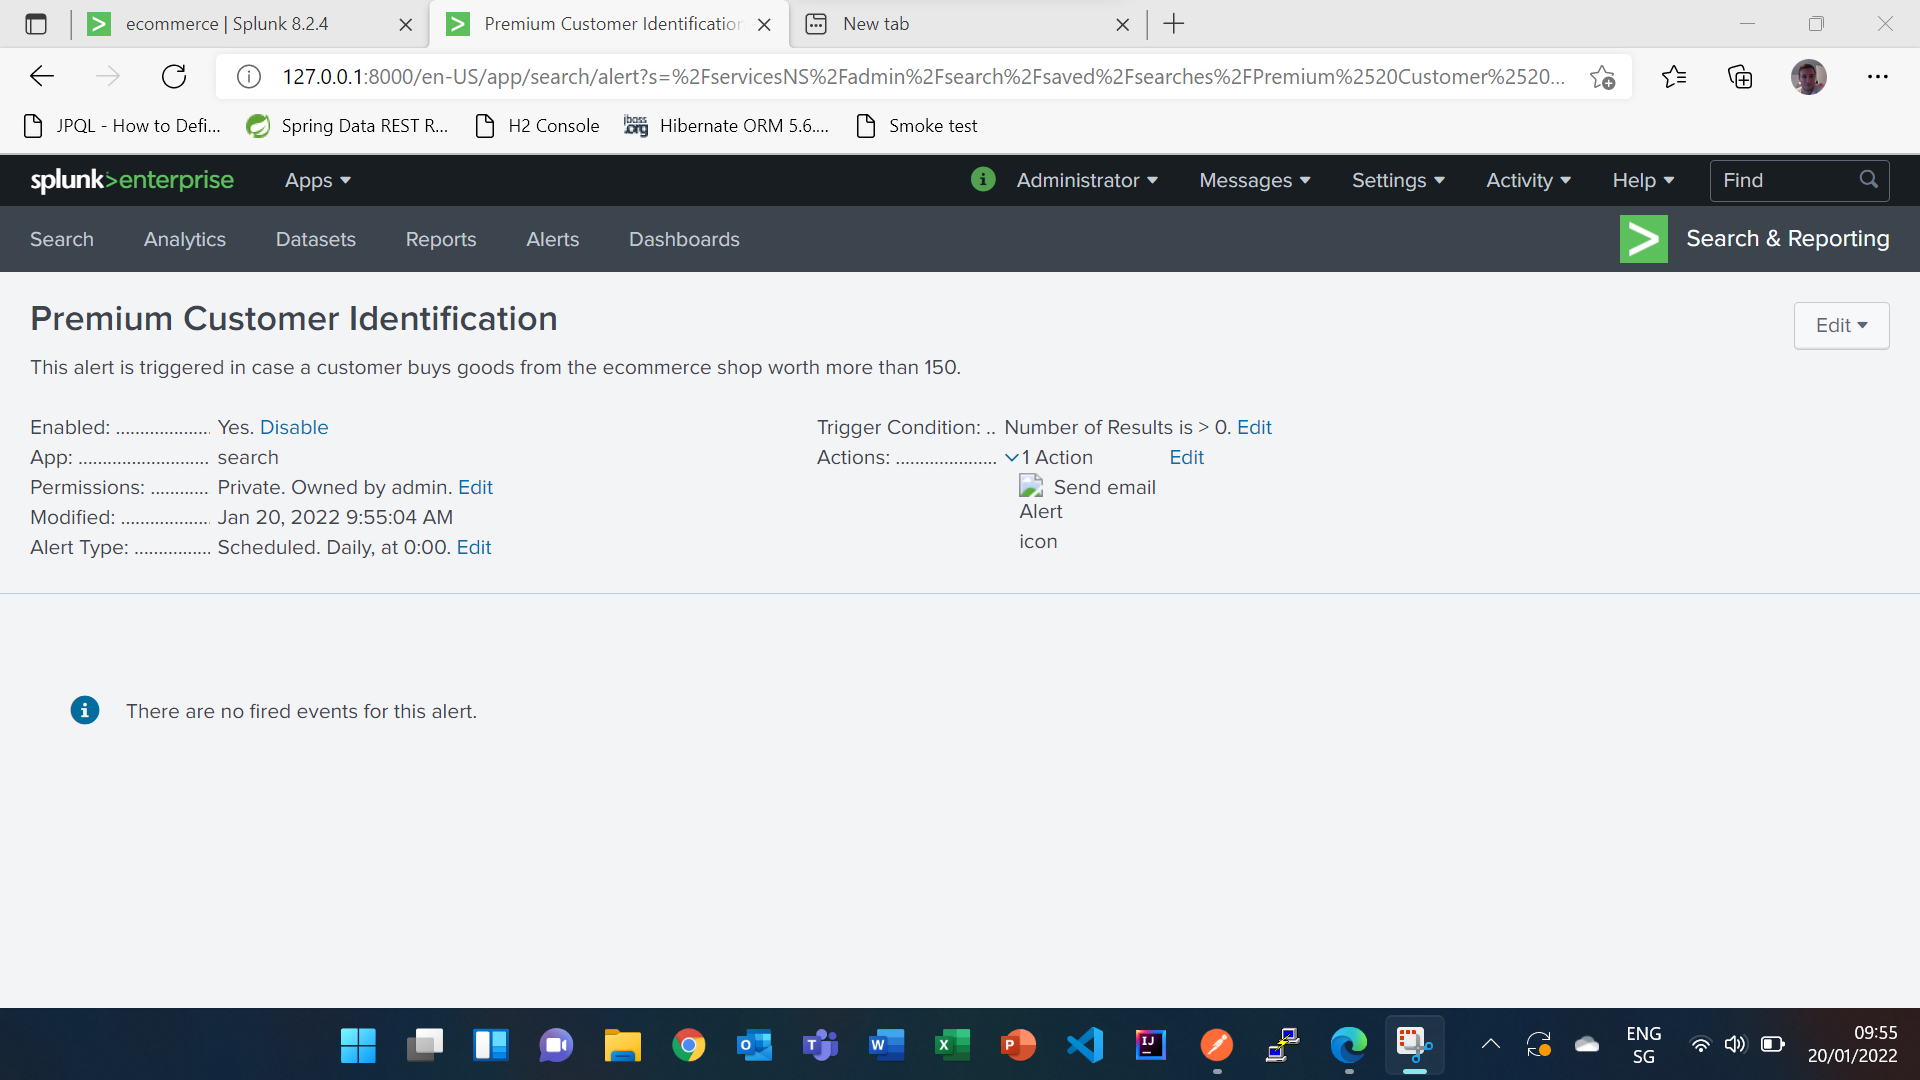 ecommerce | Splunk 8.2.4
Premium Customer Identification
New tab
127.0.0.1:8000/en-US/app/search/alert?s=%2FservicesNS%2Fadmin%2Fsearch%2Fsaved%2Fsearches%2FPremium%2520Customer%2520...
JPQL - How to Defi... Spring Data REST R... H2 Console Hibernate ORM 5.6.... Smoke test
splunk>enterprise Apps Administrator Messages Settings Activity Help Find
Search Analytics Datasets Reports Alerts Dashboards Search & Reporting
Premium Customer Identification
Edit
This alert is triggered in case a customer buys goods from the ecommerce shop worth more than 150.
Enabled: ................... Yes. Disable
App: ........................... search
Permissions: ............ Private. Owned by admin. Edit
Modified: .................. Jan 20, 2022 9:55:04 AM
Alert Type: ................ Scheduled. Daily, at 0:00. Edit
Trigger Condition: .. Number of Results is > 0. Edit
Actions: ..................... 1 Action Edit
Send email
Alert
icon
There are no fired events for this alert.
ENG
SG
09:55
20/01/2022